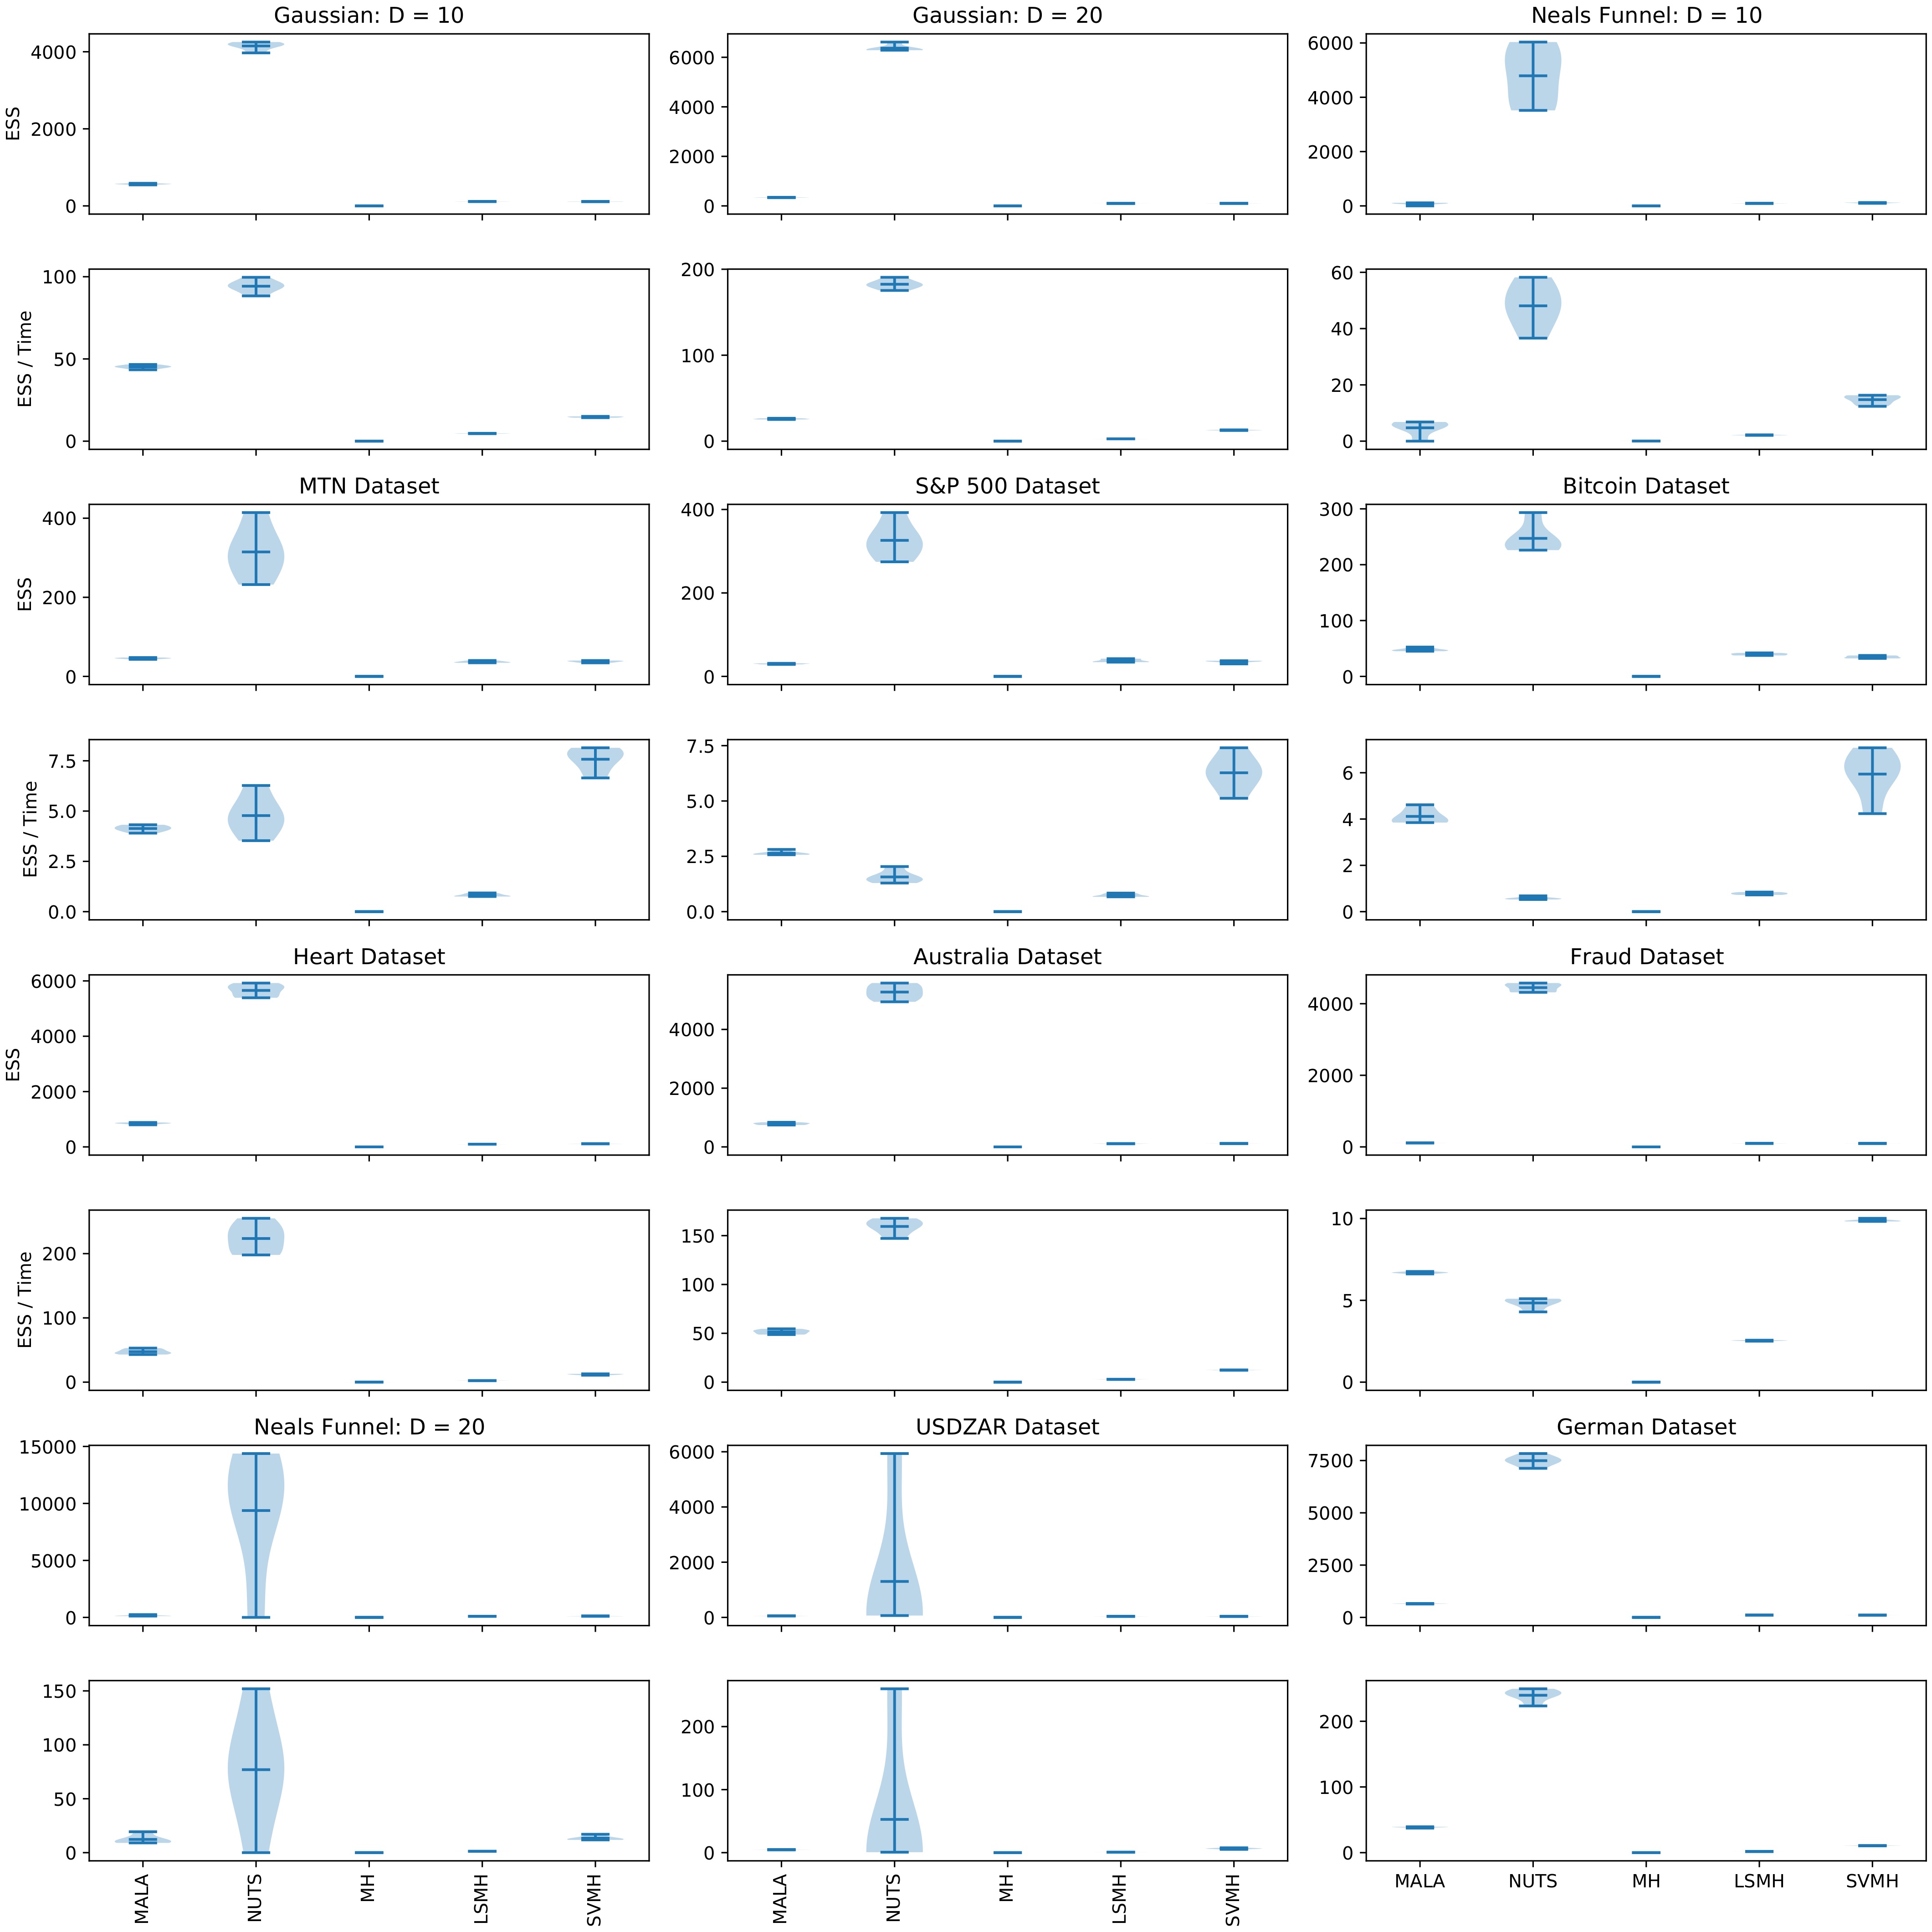 Gaussian: D = 10
Gaussian: D = 20
Neals Funnel: D = 10
ESS
4000
2000
0
6000
4000
2000
0
6000
4000
2000
0
ESS / Time
100
50
0
200
100
0
60
40
20
0
MTN Dataset
S&P 500 Dataset
Bitcoin Dataset
ESS
400
200
0
400
200
0
300
200
100
0
ESS / Time
7.5
5.0
2.5
0.0
7.5
5.0
2.5
0.0
6
4
2
0
Heart Dataset
Australia Dataset
Fraud Dataset
ESS
6000
4000
2000
0
4000
2000
0
4000
2000
0
ESS / Time
200
100
0
150
100
50
0
10
5
0
Neals Funnel: D = 20
USDZAR Dataset
German Dataset
15000
10000
5000
0
6000
4000
2000
0
7500
5000
2500
0
150
100
50
0
200
100
0
200
100
0
MALA
NUTS
MH
LSMH
SVMH
MALA
NUTS
MH
LSMH
SVMH
MALA
NUTS
MH
LSMH
SVMH